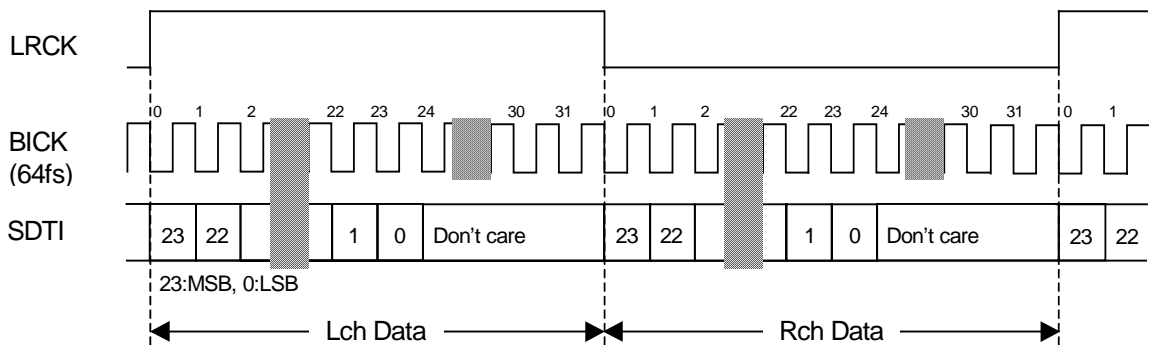 LRCK
0 1 2 22 23 24 30 31 0 1 2 22 23 24 30 31 0 1
BICK
(64fs)
SDTI
23 22 1 0 Don't care 23 22 1 0 Don't care 23 22
23:MSB, 0:LSB
Lch Data Rch Data